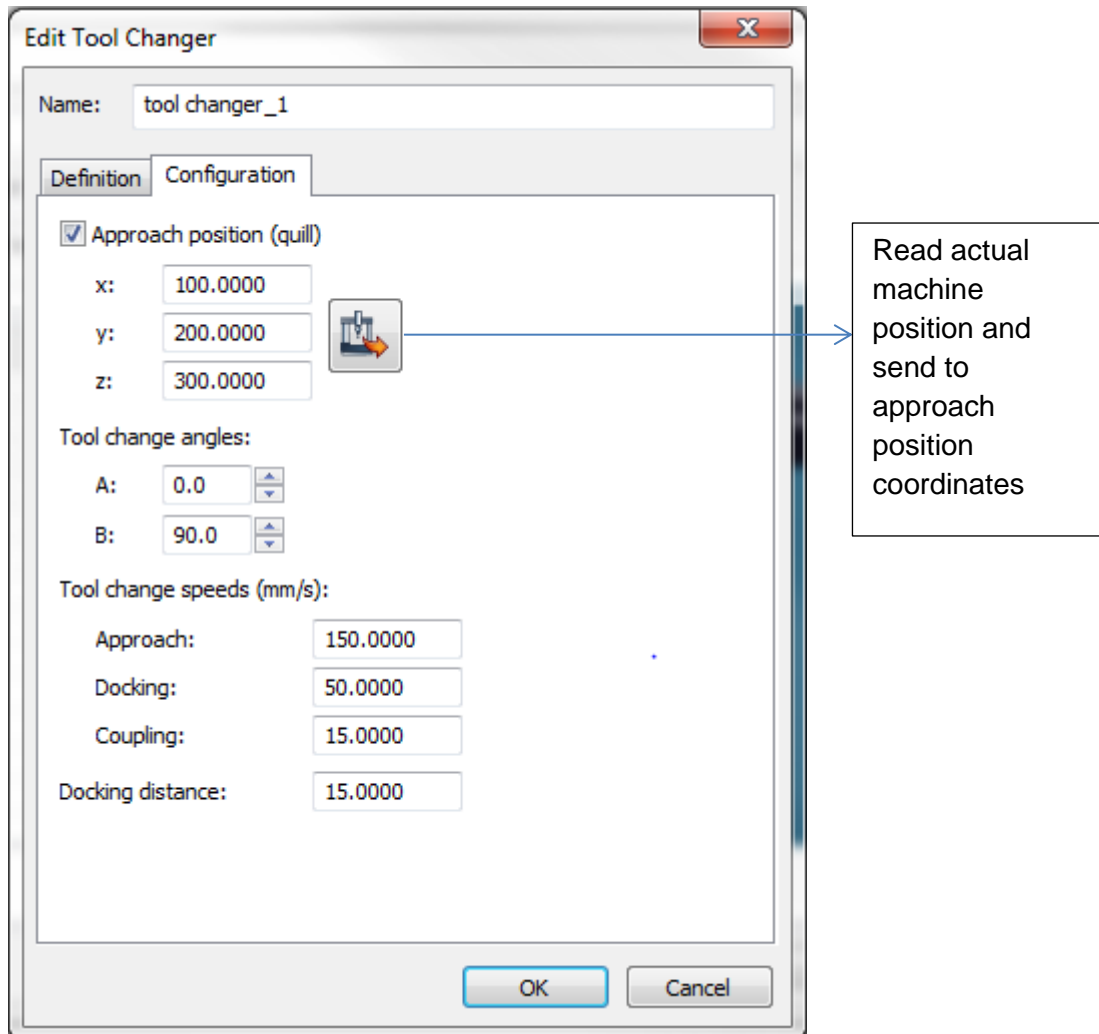 Edit Tool Changer
Name: tool changer_1
Definition Configuration
Approach position (quill)
x: 100.0000
y: 200.0000
z: 300.0000
Tool change angles:
A: 0.0
B: 90.0
Tool change speeds (mm/s):
Approach: 150.0000
Docking: 50.0000
Coupling: 15.0000
Docking distance: 15.0000
OK Cancel
Read actual
machine
position and
send to
approach
position
coordinates